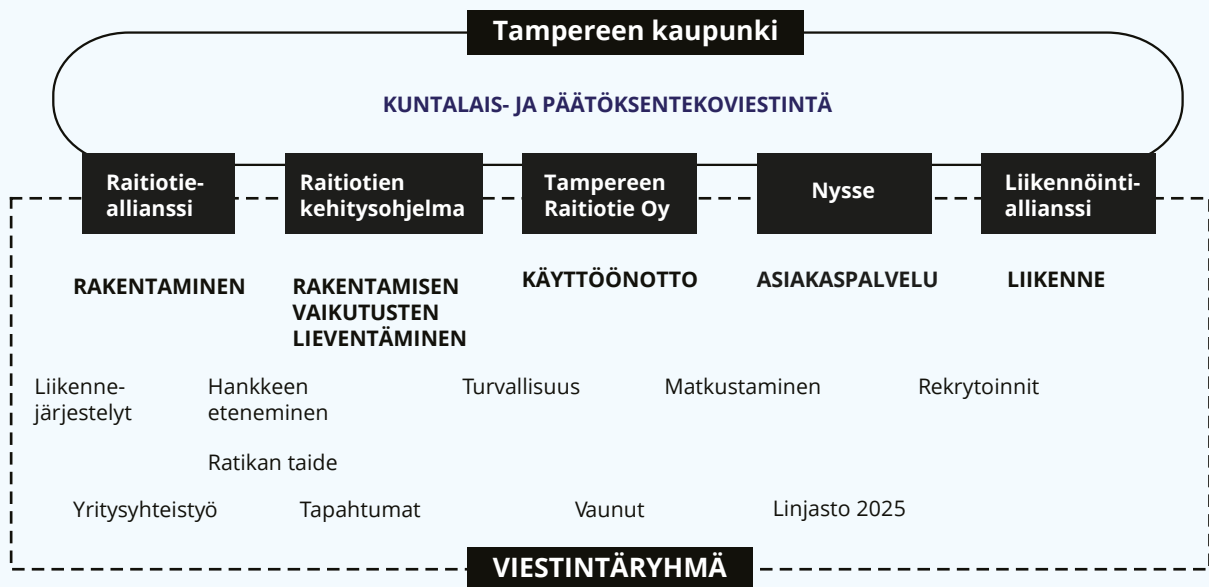 Tampereen kaupunki
KUNTALAIS- JA PÄÄTÖKSENTEKOVIESTINTÄ
Raitiotie-
allianssi
Raitiotien
kehitysohjelma
Tampereen
Raitiotie Oy
Nysse
Liikennöinti-
allianssi
RAKENTAMINEN
RAKENTAMISEN
VAIKUTUSTEN
LIEVENTÄMINEN
KÄYTTÖÖNOTTO
ASIAKASPALVELU
LIIKENNE
Liikenne-
järjestelyt
Hankkeen
eteneminen
Turvallisuus
Matkustaminen
Rekrytoinnit
Ratikan taide
Yritysyhteistyö
Tapahtumat
Vaunut
Linjasto 2025
VIESTINTÄRYHMÄ